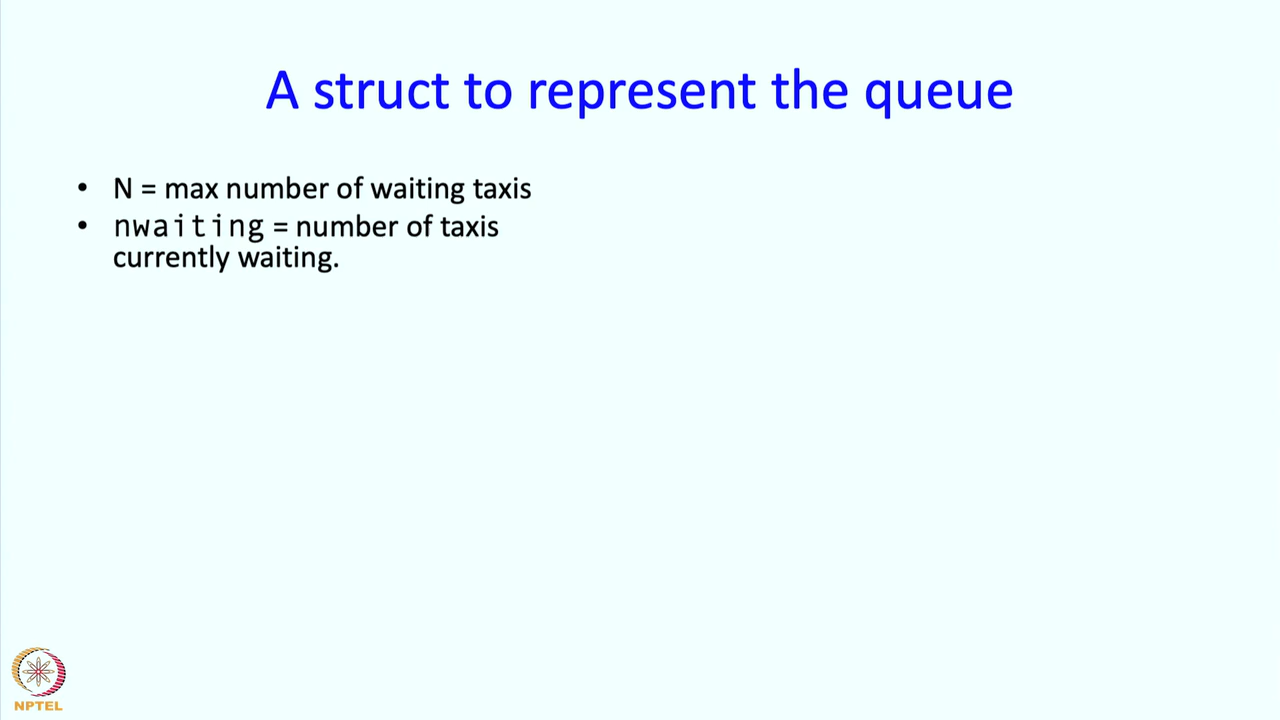 A struct to represent the queue
• N = max number of waiting taxis
• nwaiting = number of taxis
currently waiting.
NPTEL